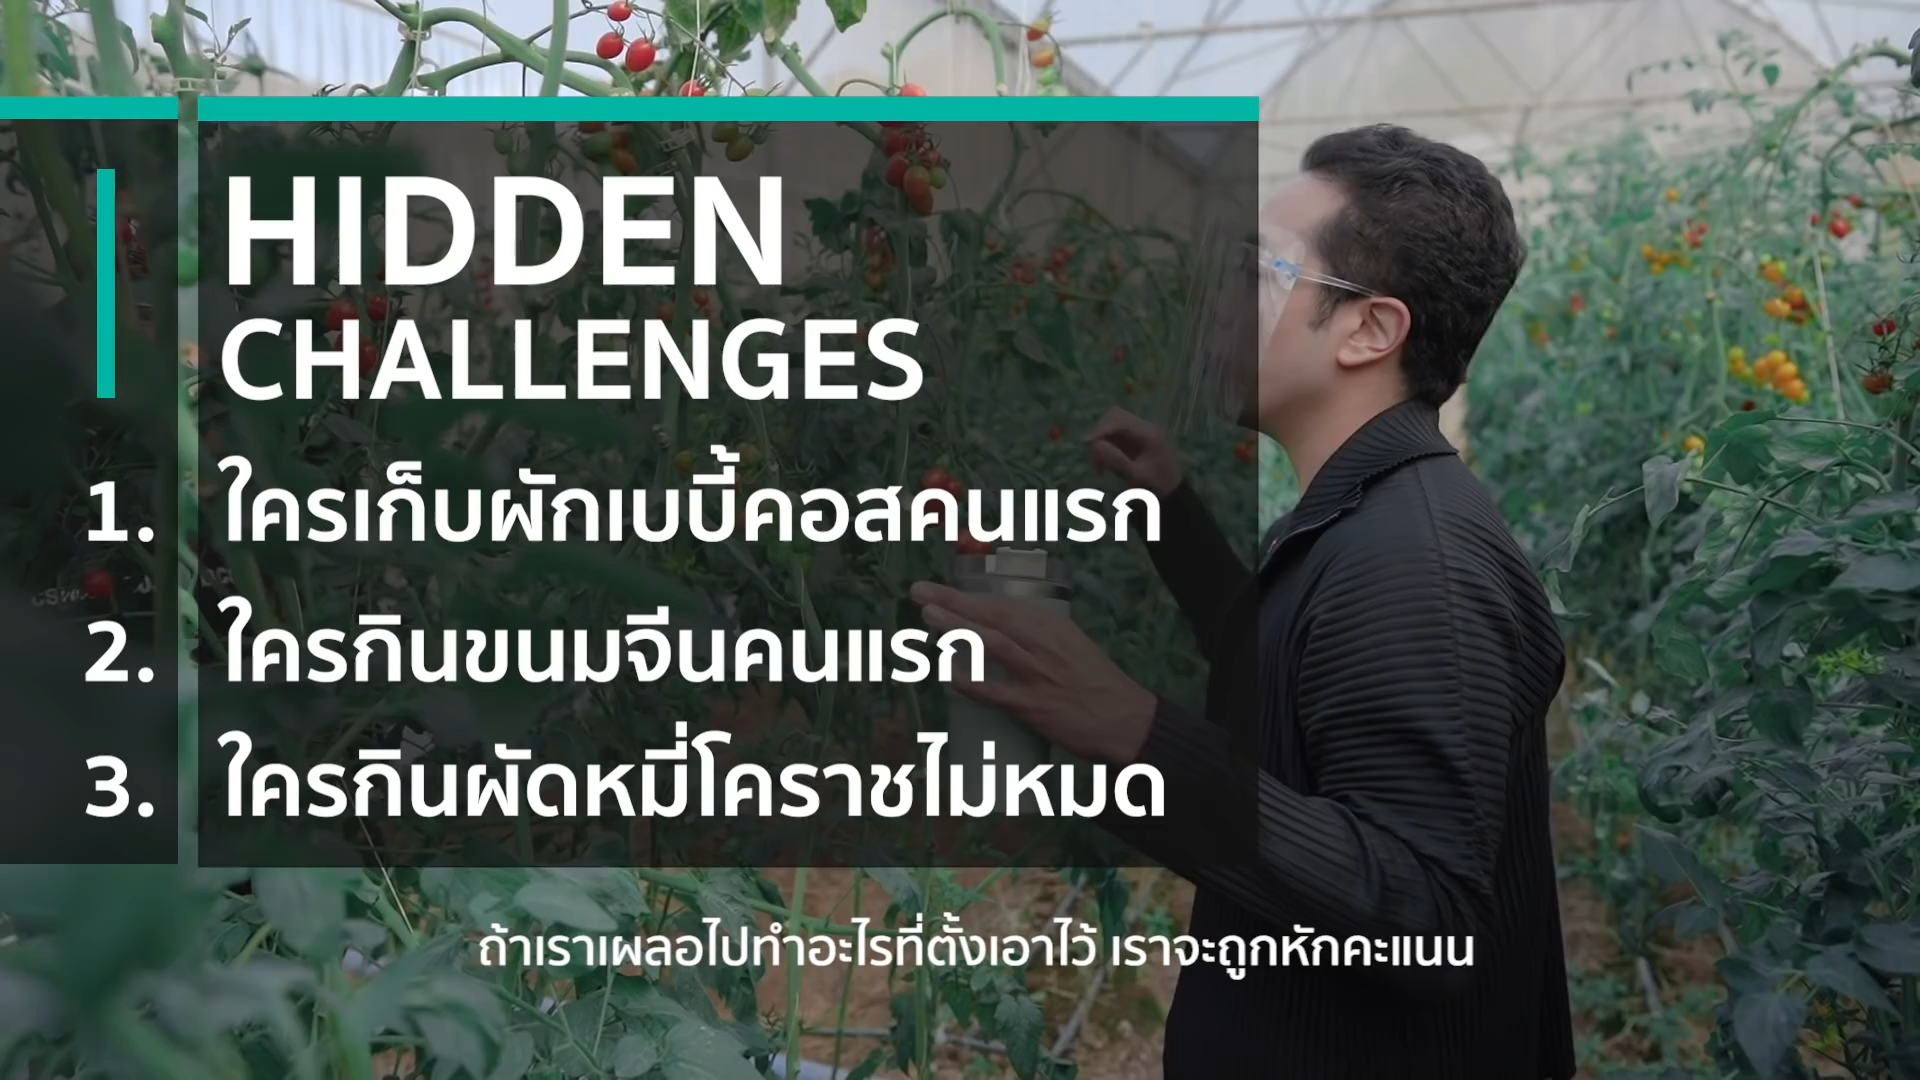 HIDDEN
CHALLENGES
1. ใครเก็บผักเบบี้คอสคนแรก
2. ใครกินขนมจีนคนแรก
3. ใครกินผัดหมี่โคราชไม่หมด
ถ้าเราเผลอไปทำอะไรที่ตั้งเอาไว้ เราจะถูกหักคะแนน